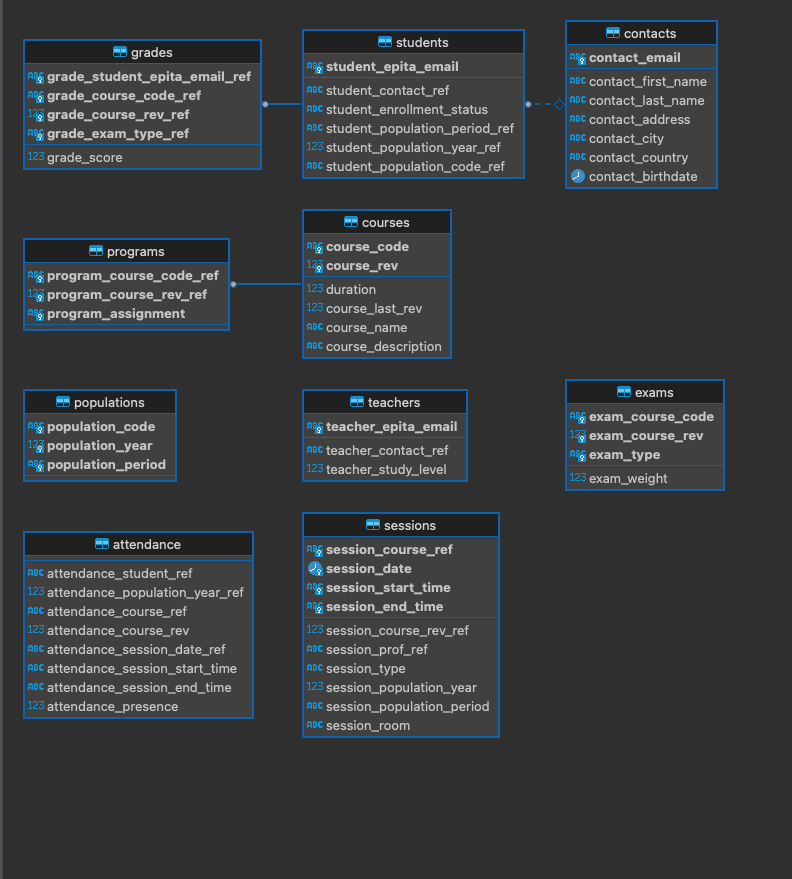 grades
ABC grade_student_epita_email_ref
ABC grade_course_code_ref
123 grade_course_rev_ref
ABC grade_exam_type_ref
123 grade_score
students
ABC student_epita_email
ABC student_contact_ref
ABC student_enrollment_status
ABC student_population_period_ref
123 student_population_year_ref
ABC student_population_code_ref
contacts
ABC contact_email
ABC contact_first_name
ABC contact_last_name
ABC contact_address
ABC contact_city
ABC contact_country
contact_birthdate
programs
ABC program_course_code_ref
123 program_course_rev_ref
ABC program_assignment
courses
ABC course_code
123 course_rev
123 duration
123 course_last_rev
ABC course_name
ABC course_description
populations
ABC population_code
123 population_year
ABC population_period
teachers
ABC teacher_epita_email
ABC teacher_contact_ref
123 teacher_study_level
exams
ABC exam_course_code
123 exam_course_rev
ABC exam_type
123 exam_weight
attendance
ABC attendance_student_ref
123 attendance_population_year_ref
ABC attendance_course_ref
123 attendance_course_rev
ABC attendance_session_date_ref
ABC attendance_session_start_time
ABC attendance_session_end_time
123 attendance_presence
sessions
ABC session_course_ref
session_date
ABC session_start_time
ABC session_end_time
123 session_course_rev_ref
ABC session_prof_ref
ABC session_type
123 session_population_year
ABC session_population_period
ABC session_room